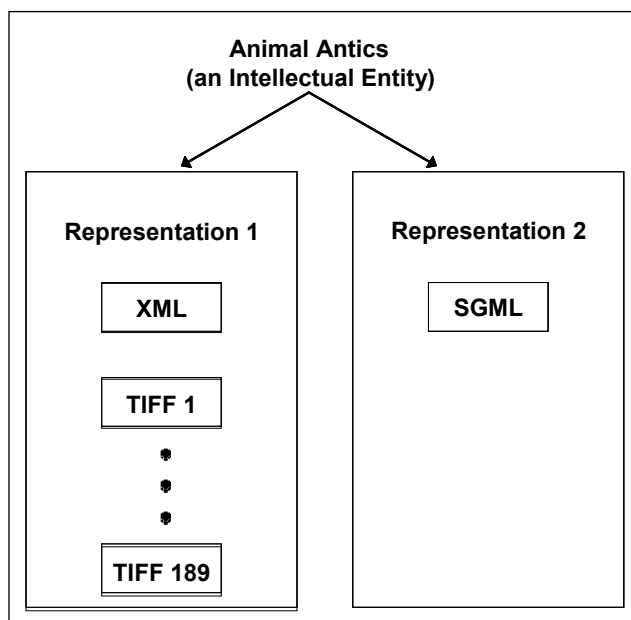 Animal Antics
(an Intellectual Entity)
Representation 1
XML
TIFF 1
TIFF 189
Representation 2
SGML